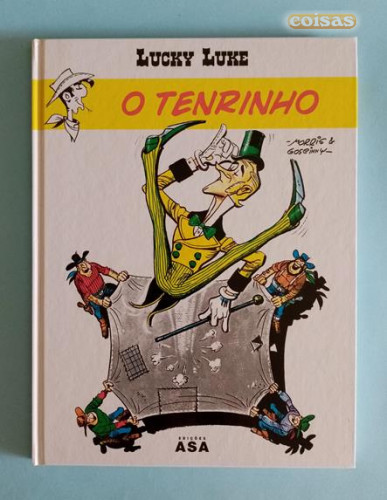 coisas
LUCKY LUKE
O TENRINHO
-MORRIS &
GOSCINNY-
EDIÇÕES
ASA